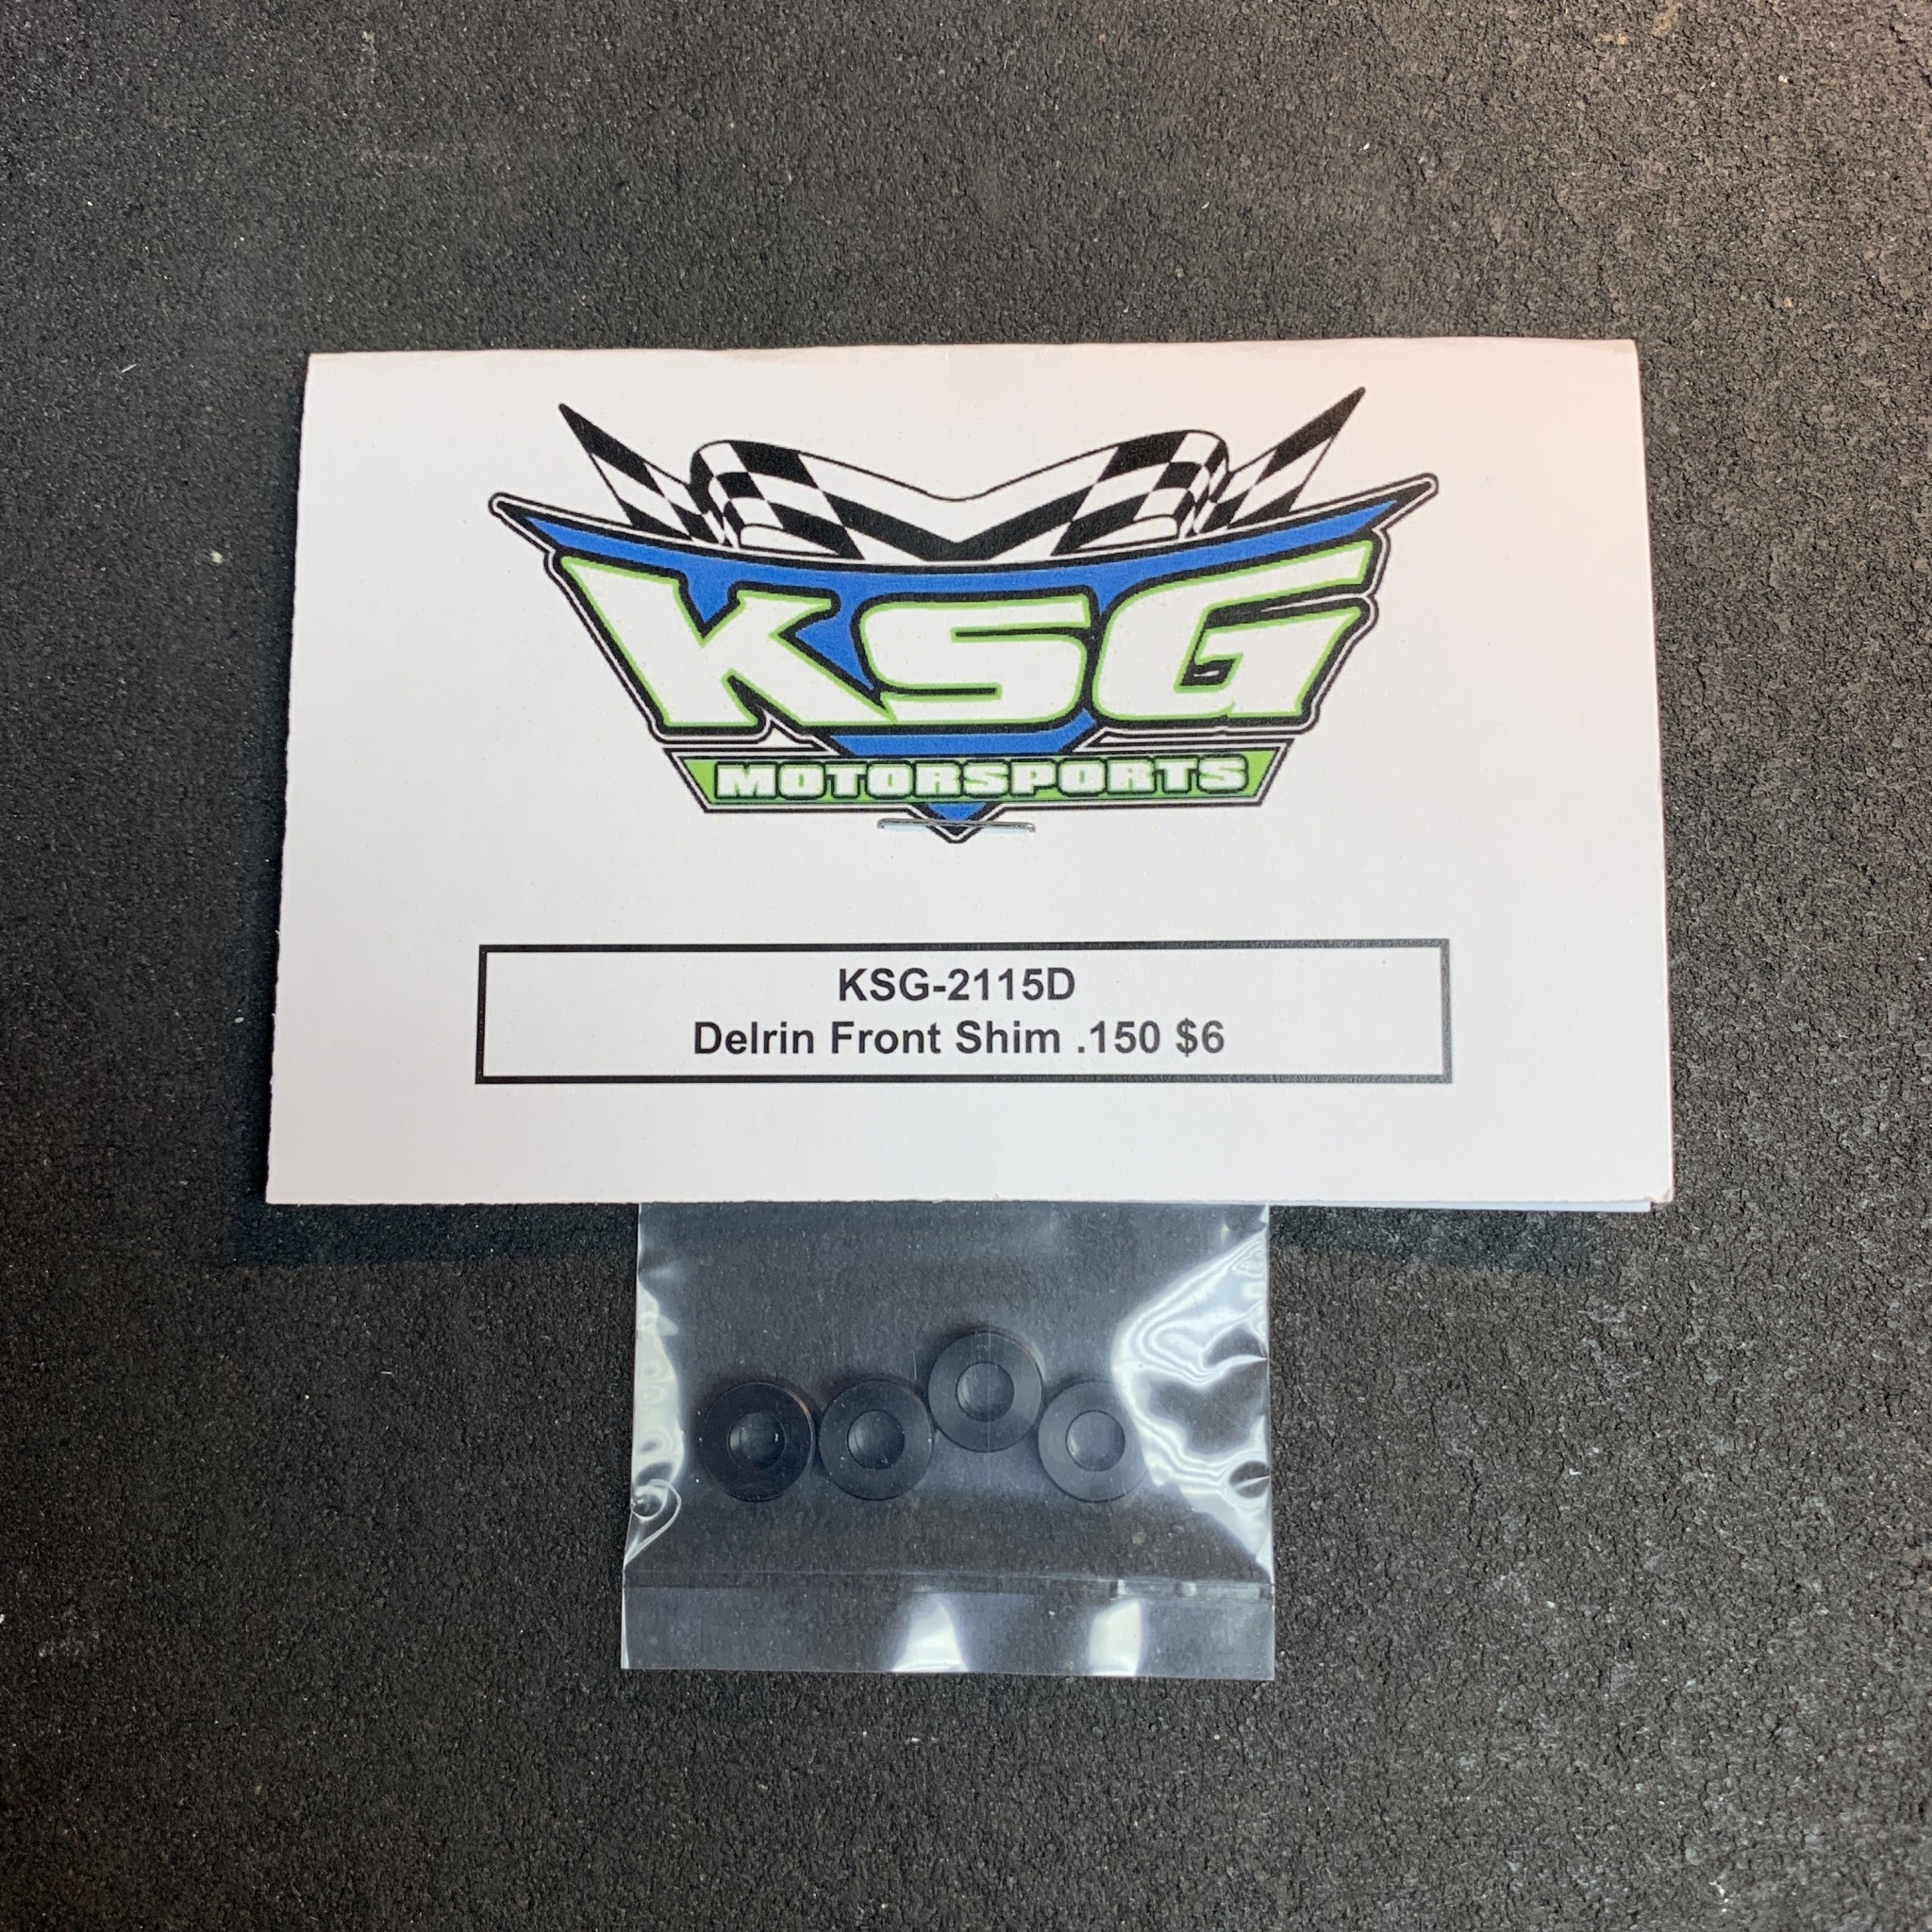 KSG
MOTORSPORTS
KSG-2115D
Delrin Front Shim .150 $6